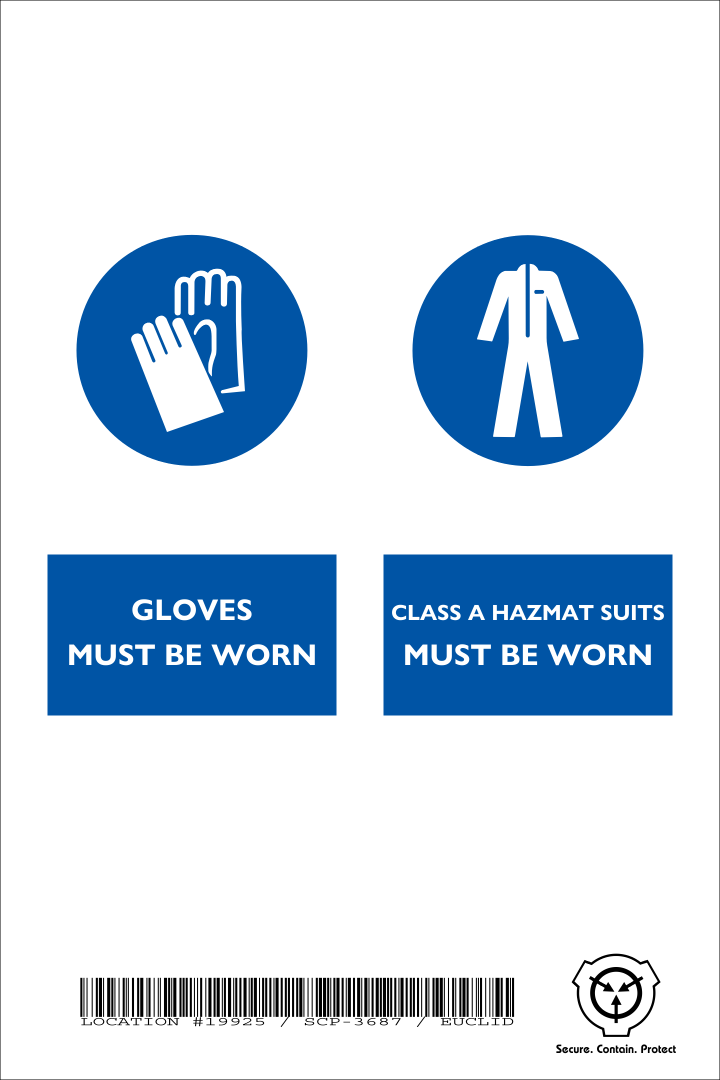 GLOVES
MUST BE WORN
CLASS A HAZMAT SUITS
MUST BE WORN
LOCATION #19925 / SCP-3687 / EUCLID
Secure. Contain. Protect